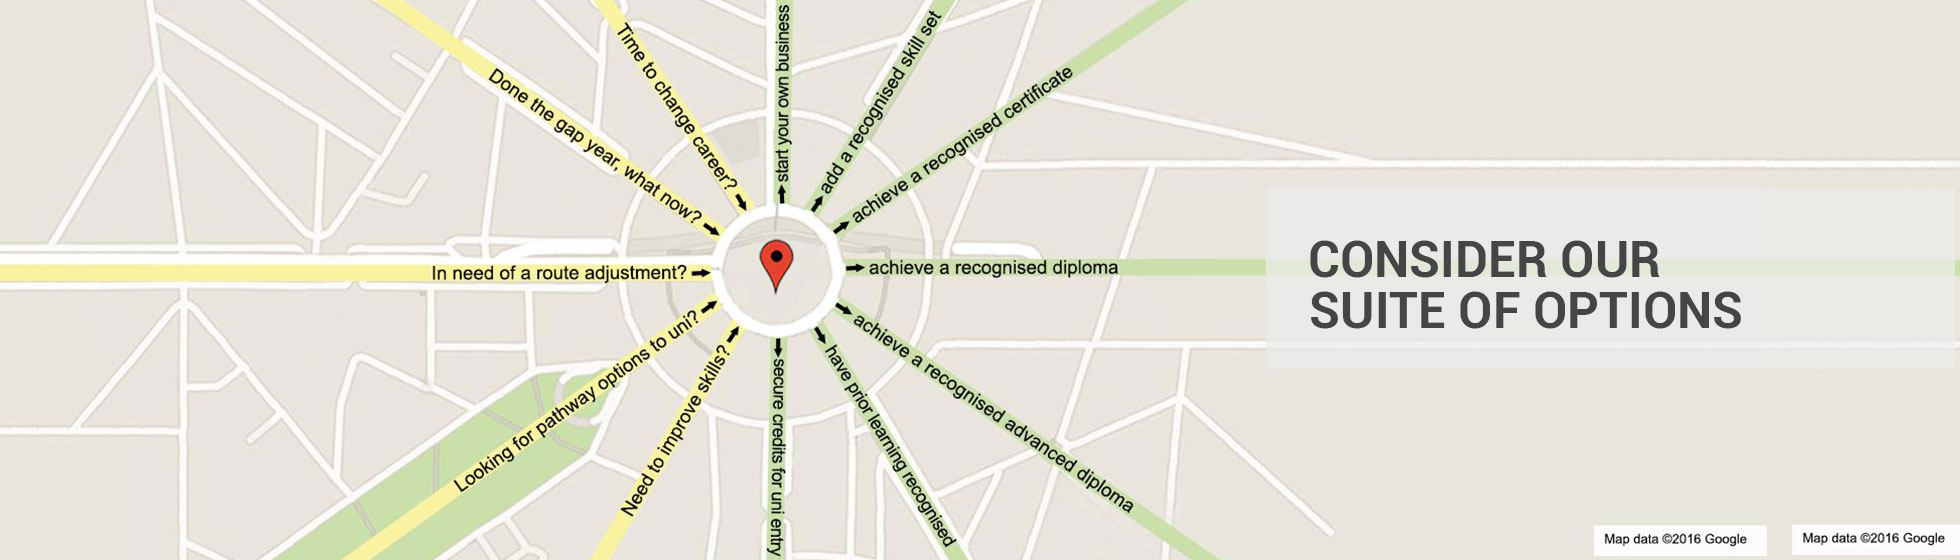 Time to change career?
Done the gap year, what now?
In need of a route adjustment?
Looking for pathway options to uni?
Need to improve skills?
start your own business
add a recognised skill set
achieve a recognised certificate
achieve a recognised diploma
achieve a recognised advanced diploma
have prior learning recognised
secure credits for uni entry
CONSIDER OUR
SUITE OF OPTIONS
Map data ©2016 Google
Map data ©2016 Google